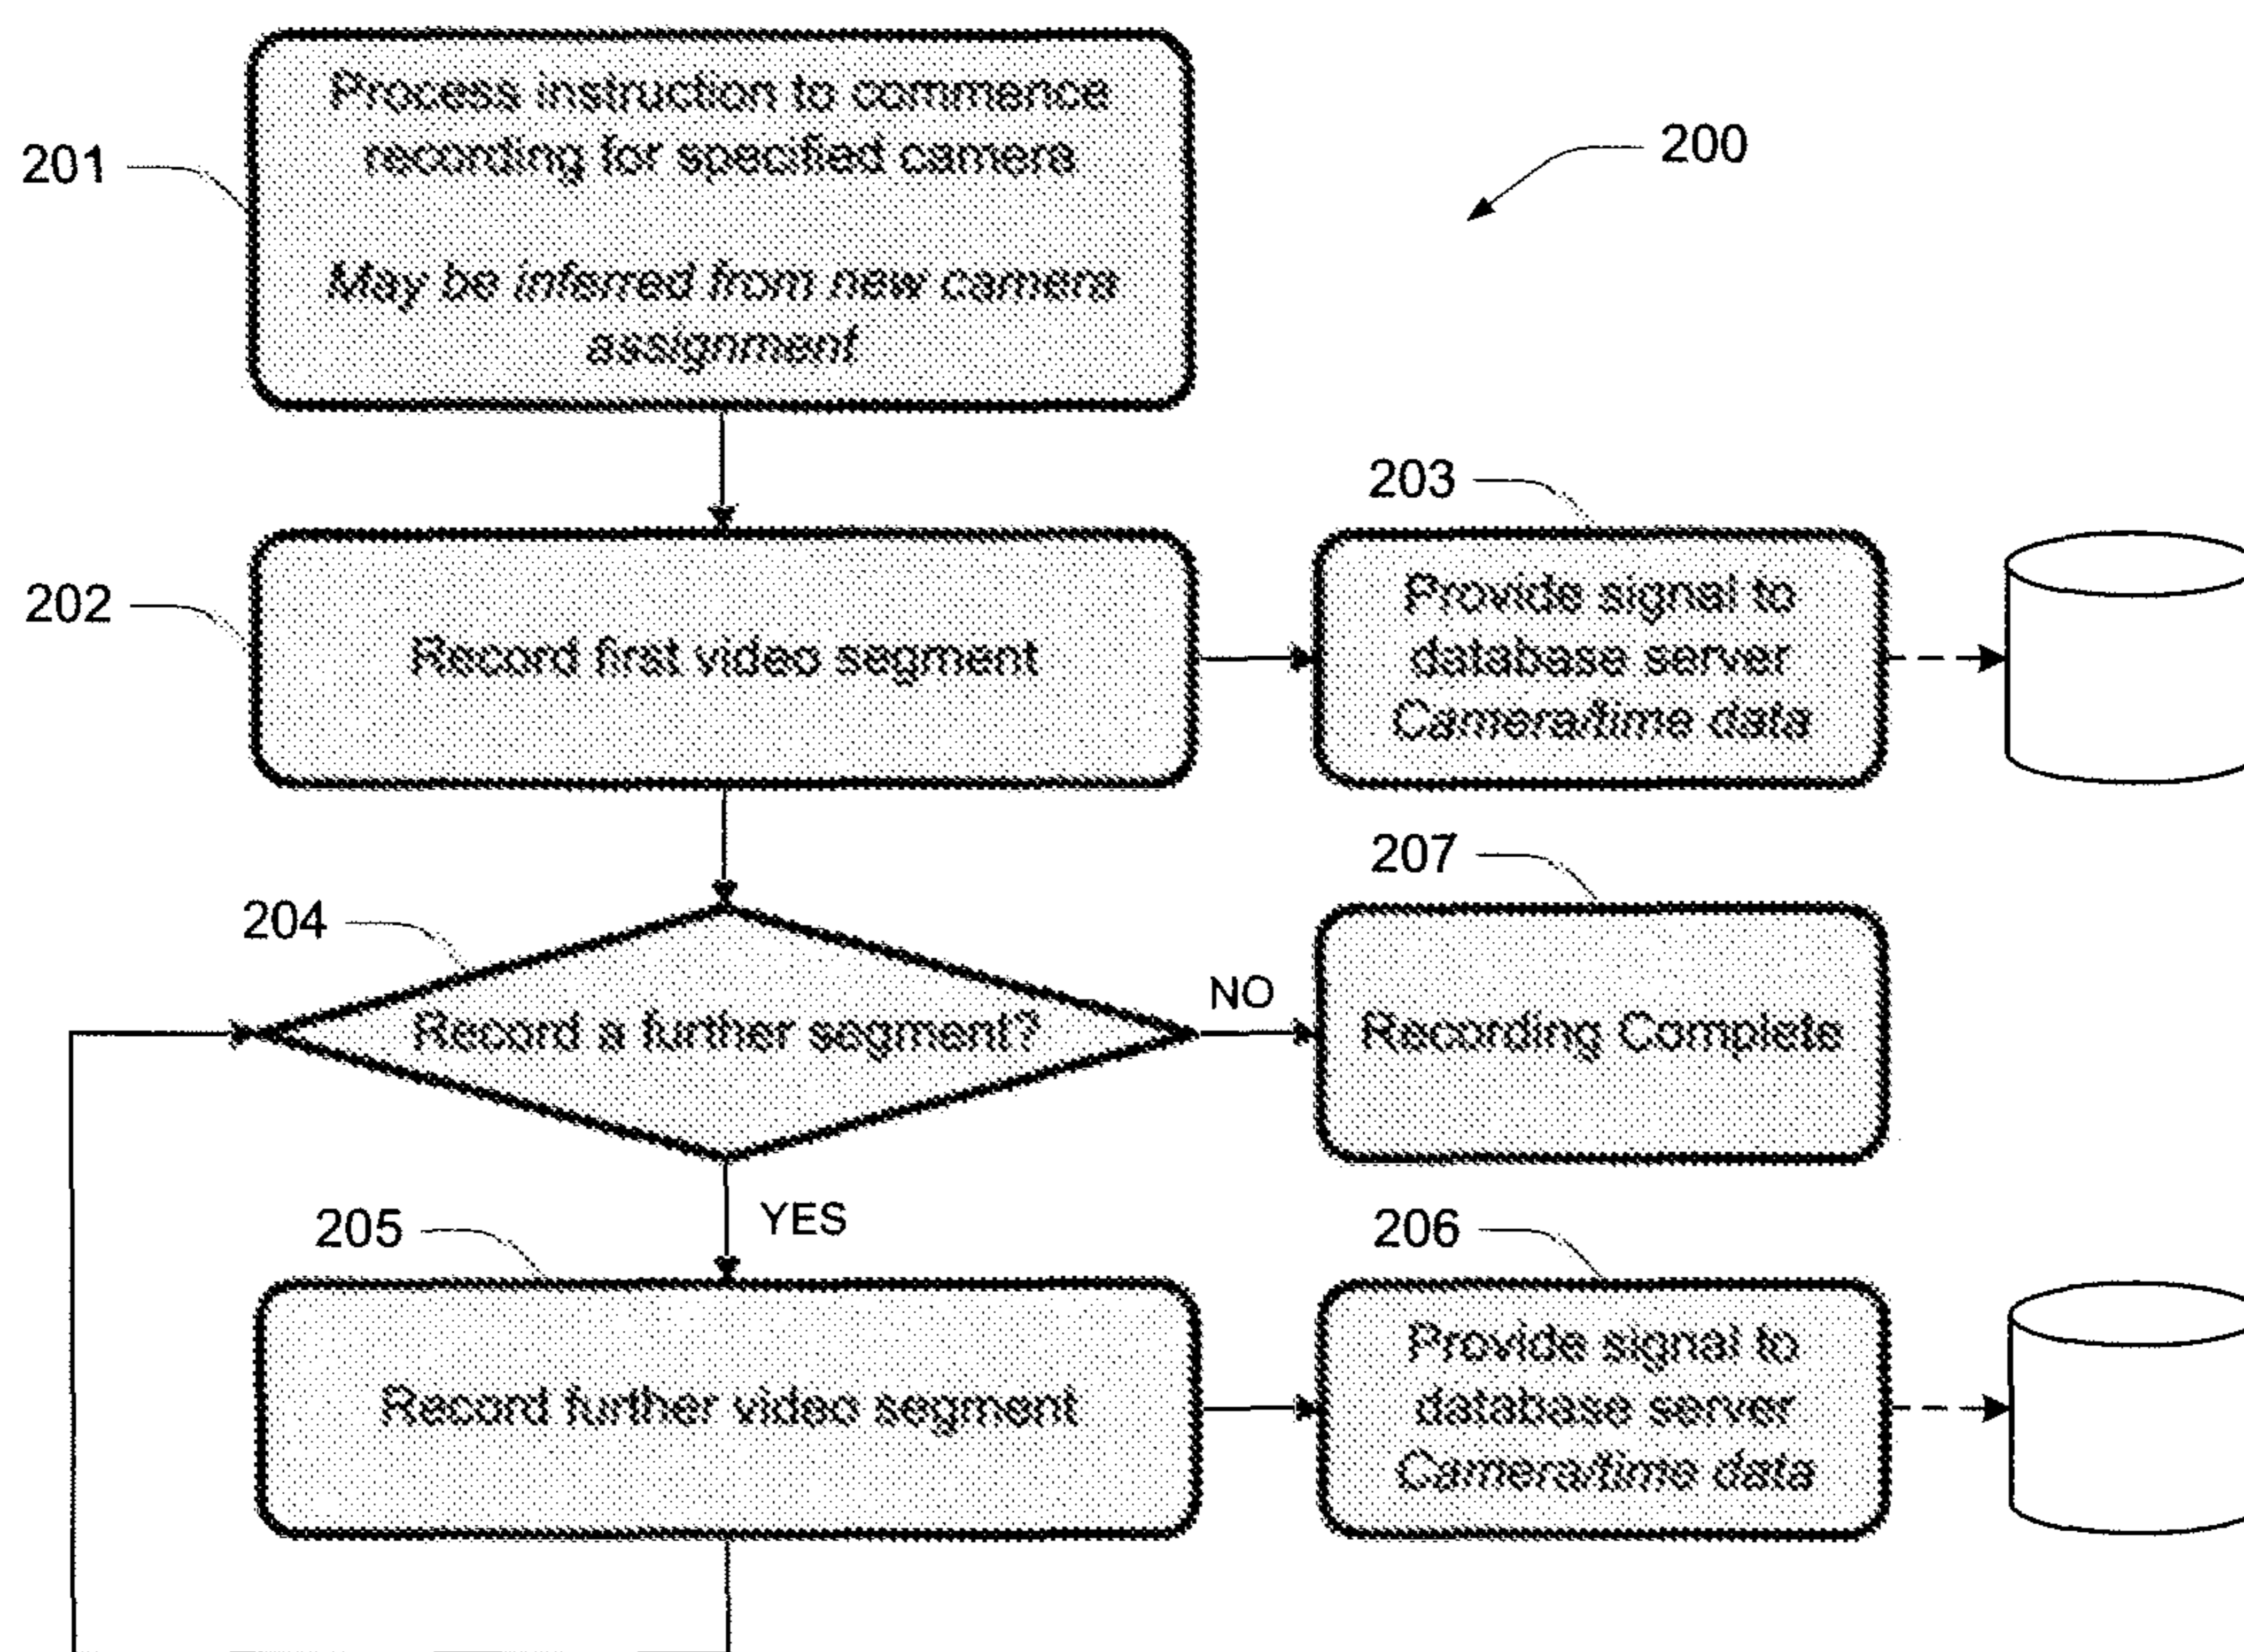 Process instruction to commence
recording for specified camera
May be inferred from new camera
assignment
201
200
203
202
Record first video segment
Provide signal to
database server
Camera/time data
207
204
NO
Record a further segment?
Recording Complete
YES
205
206
Record further video segment
Provide signal to
database server
Camera/time data